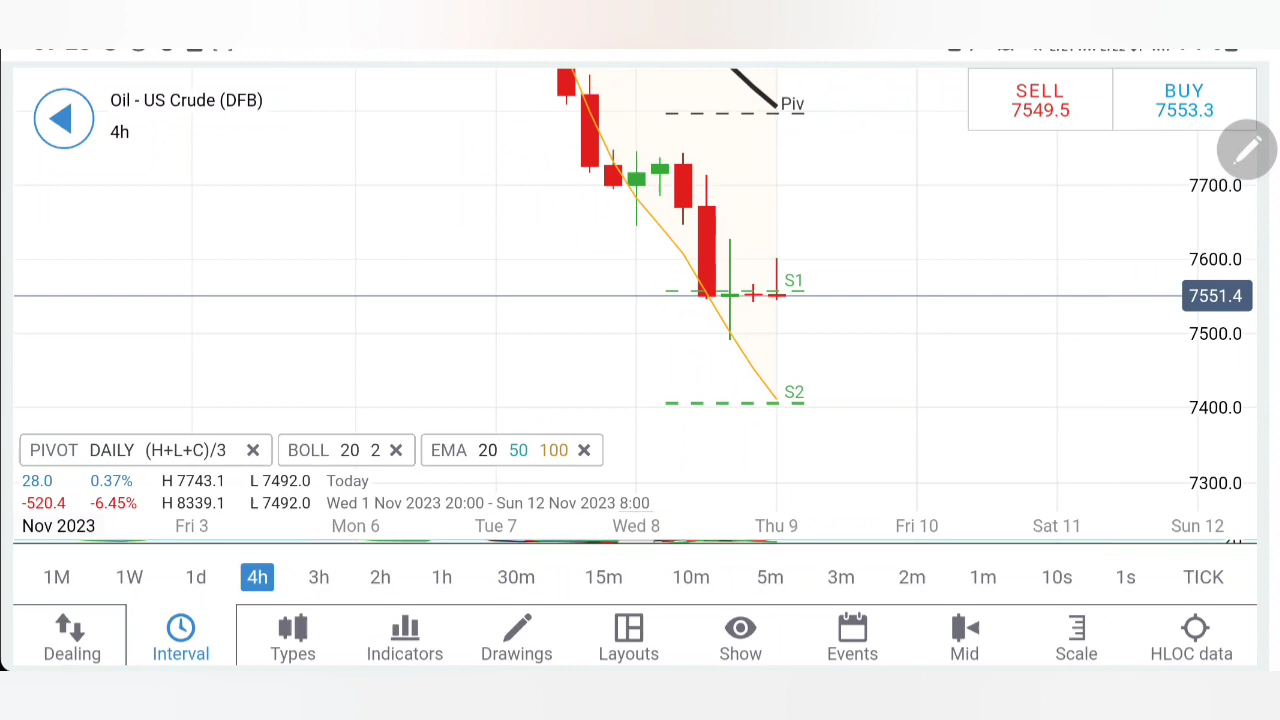 Oil - US Crude (DFB)
4h
SELL
7549.5
BUY
7553.3
Piv
7700.0
7600.0
S1
7551.4
7500.0
S2
7400.0
PIVOT DAILY (H+L+C)/3 BOLL 20 2 EMA 20 50 100
28.0 0.37% H 7743.1 L 7492.0 Today
7300.0
-520.4 -6.45% H 8339.1 L 7492.0 Wed 1 Nov 2023 20:00 - Sun 12 Nov 2023 8:00
Nov 2023 Fri 3 Mon 6 Tue 7 Wed 8 Thu 9 Fri 10 Sat 11 Sun 12
1M 1W 1d 4h 3h 2h 1h 30m 15m 10m 5m 3m 2m 1m 10s 1s TICK
Dealing Interval Types Indicators Drawings Layouts Show Events Mid Scale HLOC data